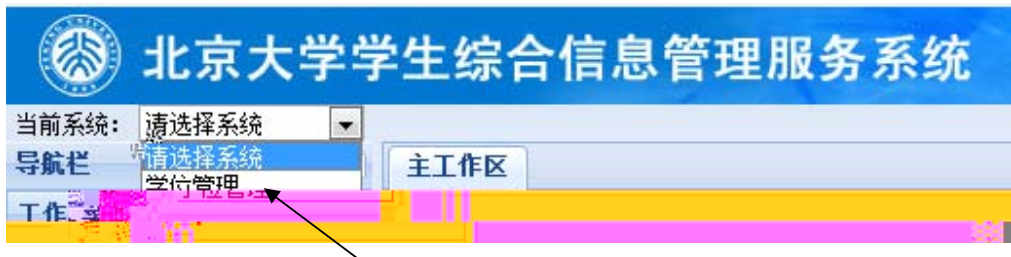 北京大学学生综合信息管理服务系统
当前系统： 请选择系统
导航栏 请选择系统 主工作区
学位管理
工作